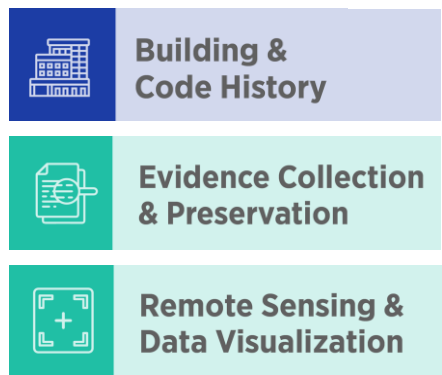 Building &
Code History
Evidence Collection
& Preservation
Remote Sensing &
Data Visualization